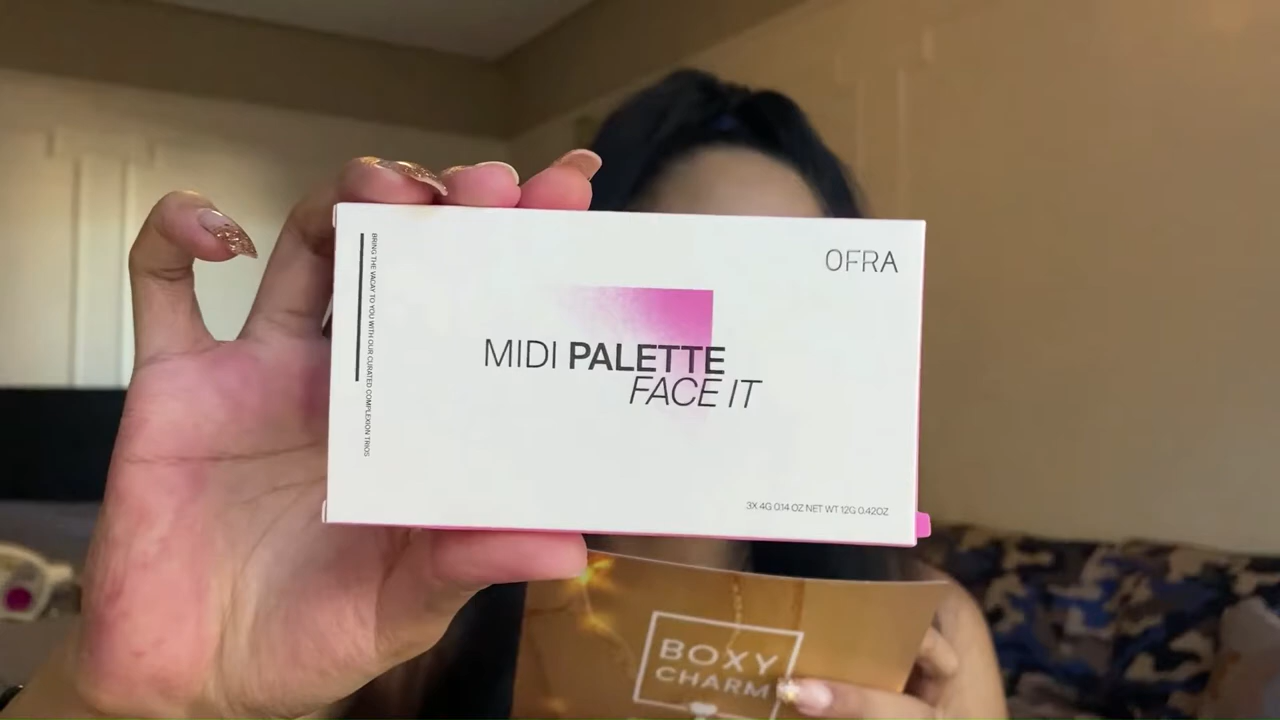 OFRA
BRING THE VACAY TO YOU WITH OUR CURATED COMPLEXION TRIOS
MIDI PALETTE
FACE IT
3X 4G 0.14 OZ NET WT 12G 0.42OZ
BOXY
CHARM